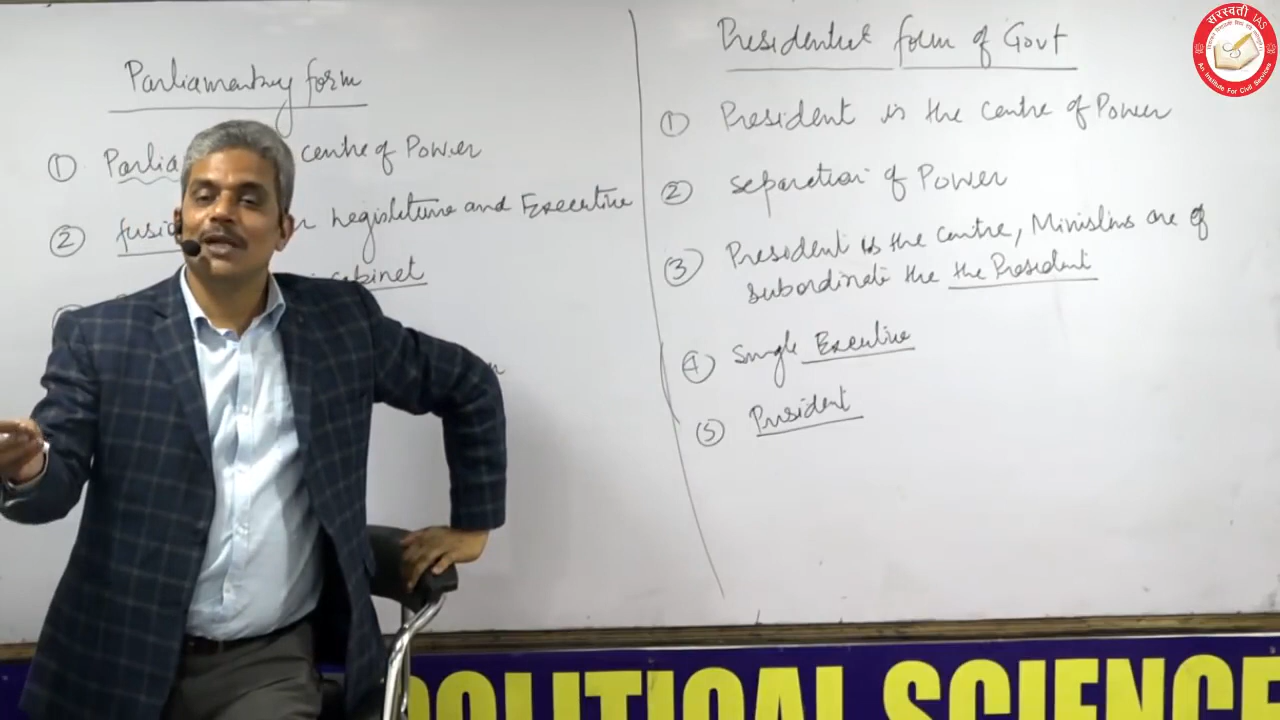 Parliamentary form
① Parlia centre of Power
② fusi Legislature and Executive
cabinet
Presidential form of Govt
① President is the centre of Power
② separation of Power
③ President is the centre, Ministers are of
subordinate the the President
④ Single Executive
⑤ President
सरस्वती IAS
An Institute For Civil Services
POLITICAL SCIENCE